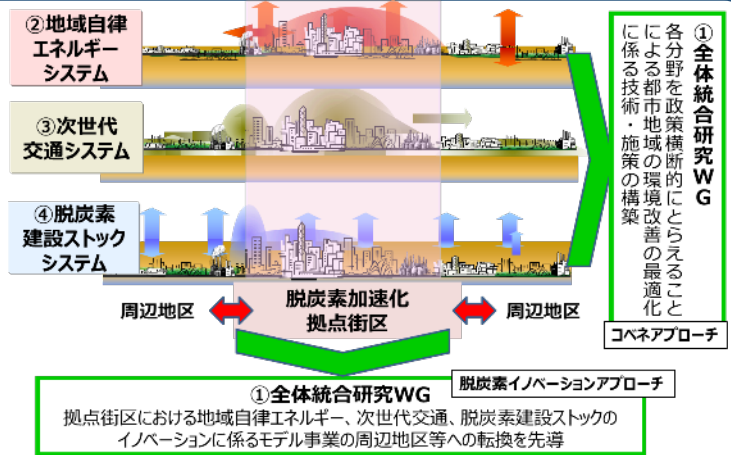 ②地域自律
エネルギー
システム
③次世代
交通システム
④脱炭素
建設ストック
システム
周辺地区
脱炭素加速化
拠点街区
周辺地区
①全体統合研究WG
各分野を政策横断的にとらえること
による都市地域の環境改善の最適化
に係る技術・施策の構築
コベネアプローチ
脱炭素イノベーションアプローチ
①全体統合研究WG
拠点街区における地域自律エネルギー、次世代交通、脱炭素建設ストックの
イノベーションに係るモデル事業の周辺地区等への転換を先導